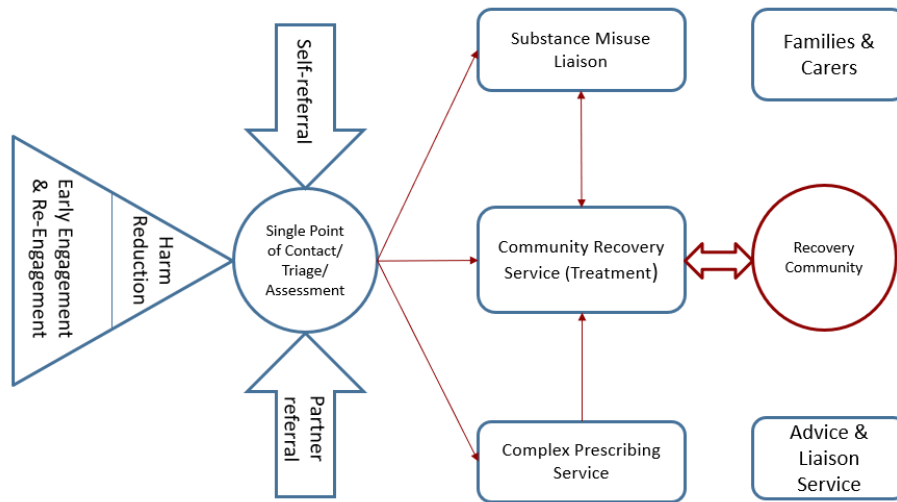 Early Engagement
& Re-Engagement
Harm
Reduction
Self-referral
Single Point
of Contact/
Triage/
Assessment
Partner
referral
Substance Misuse
Liaison
Community Recovery
Service (Treatment)
Complex Prescribing
Service
Families &
Carers
Recovery
Community
Advice &
Liaison
Service